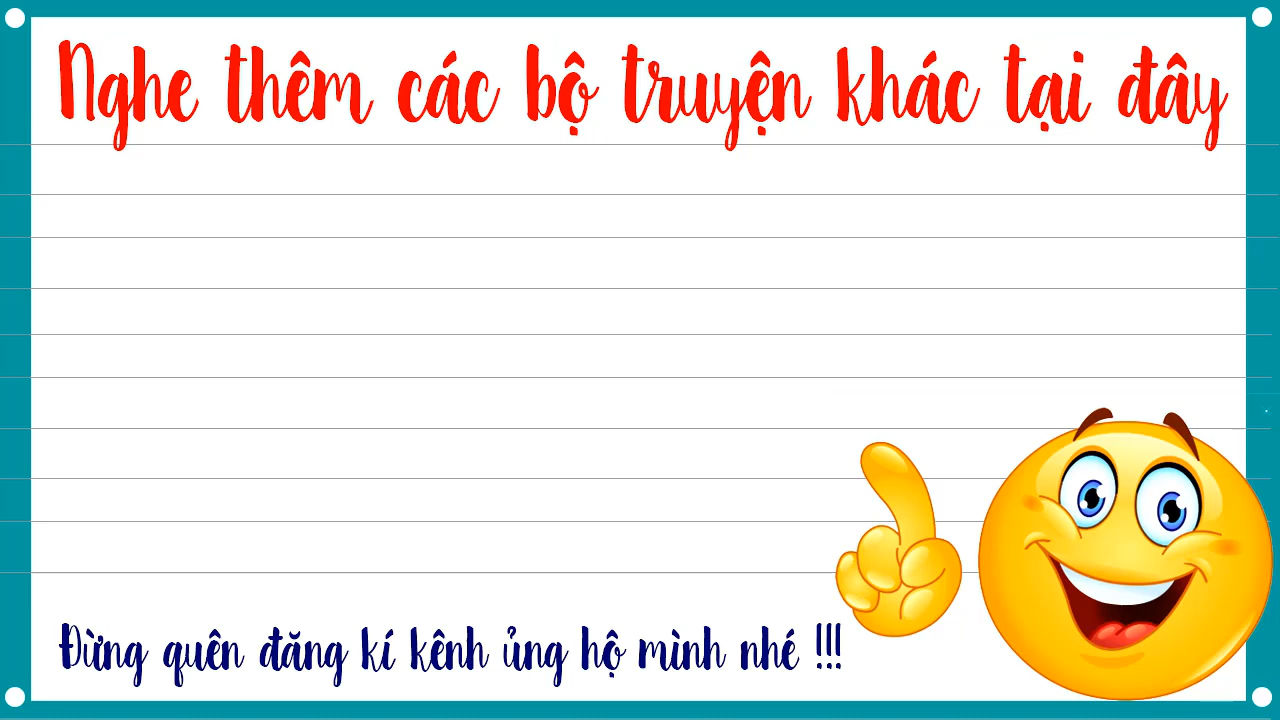 Nghe thêm các bộ truyện khác tại đây
Đừng quên đăng kí kênh ủng hộ mình nhé !!!